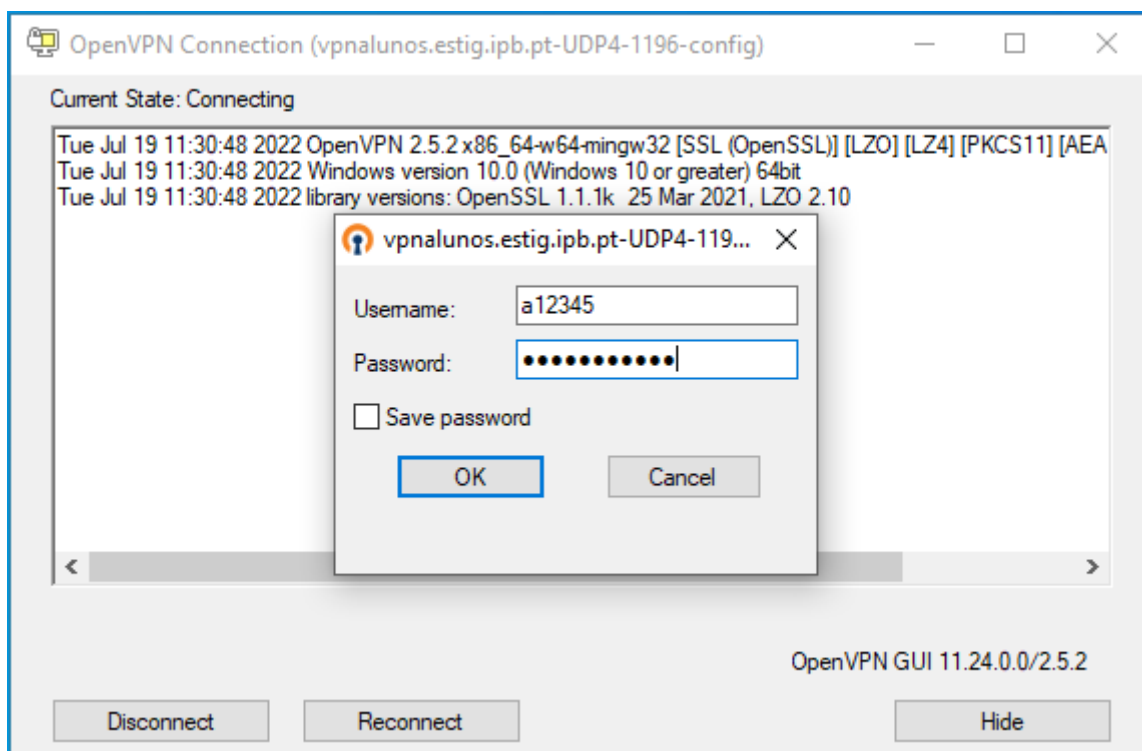 OpenVPN Connection (vpnalunos.estig.ipb.pt-UDP4-1196-config)
Current State: Connecting
Tue Jul 19 11:30:48 2022 OpenVPN 2.5.2 x86_64-w64-mingw32 [SSL (OpenSSL)] [LZO] [LZ4] [PKCS11] [AEA
Tue Jul 19 11:30:48 2022 Windows version 10.0 (Windows 10 or greater) 64bit
Tue Jul 19 11:30:48 2022 library versions: OpenSSL 1.1.1k 25 Mar 2021, LZO 2.10
vpnalunos.estig.ipb.pt-UDP4-119...
Username: a12345
Password: ●●●●●●●●●●●
Save password
OK Cancel
OpenVPN GUI 11.24.0.0/2.5.2
Disconnect Reconnect Hide